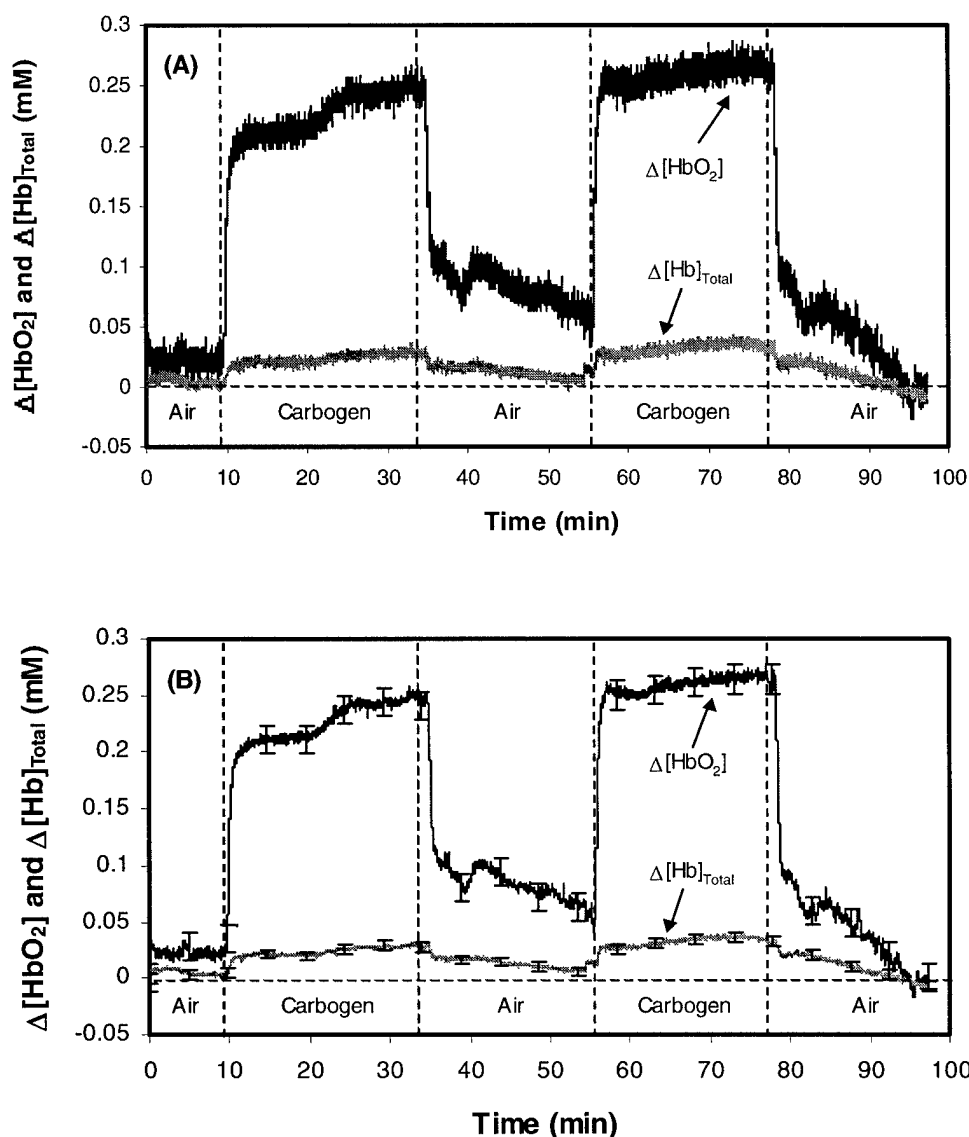 (A)
Δ[HbO₂] and Δ[Hb]Total (mM)
0.3
0.25
0.2
0.15
0.1
0.05
0
-0.05
Δ[HbO₂]
Δ[Hb]Total
Air Carbogen Air Carbogen Air
0 10 20 30 40 50 60 70 80 90 100
Time (min)
(B)
Δ[HbO₂] and Δ[Hb]Total (mM)
0.3
0.25
0.2
0.15
0.1
0.05
0
-0.05
Δ[HbO₂]
Δ[Hb]Total
Air Carbogen Air Carbogen Air
0 10 20 30 40 50 60 70 80 90 100
Time (min)